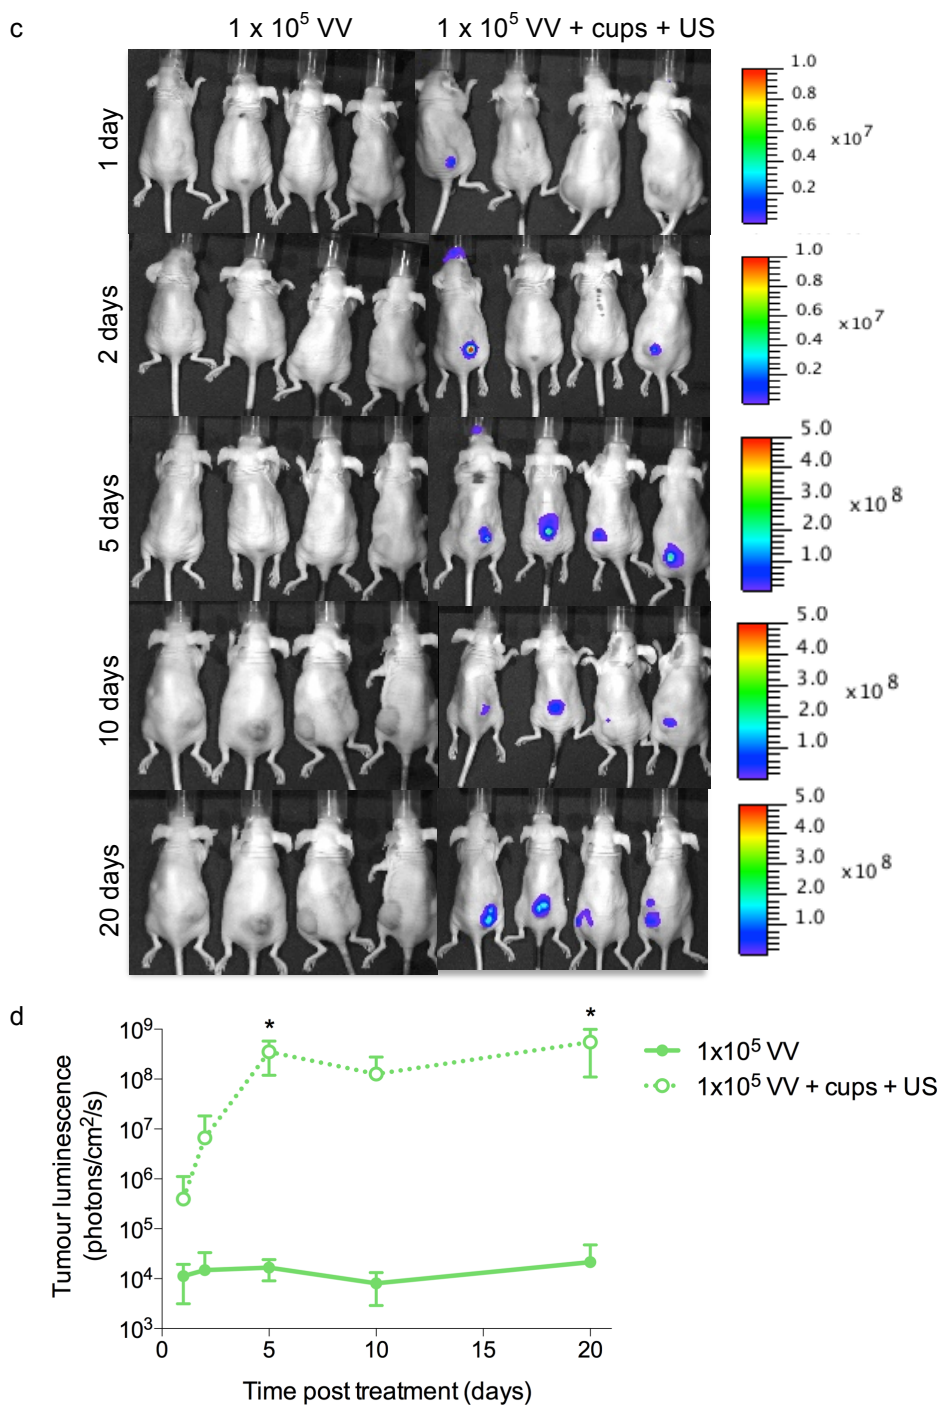 c
1 x 10⁵ VV
1 x 10⁵ VV + cups + US
1 day
1.0
0.8
0.6
0.4
0.2
x10⁷
2 days
1.0
0.8
0.6
0.4
0.2
x10⁷
5 days
5.0
4.0
3.0
2.0
1.0
x10⁸
10 days
5.0
4.0
3.0
2.0
1.0
x10⁸
20 days
5.0
4.0
3.0
2.0
1.0
x10⁸
d
Tumour luminescence
(photons/cm²/s)
10⁹
10⁸
10⁷
10⁶
10⁵
10⁴
10³
* *
0 5 10 15 20
Time post treatment (days)
1x10⁵ VV
1x10⁵ VV + cups + US